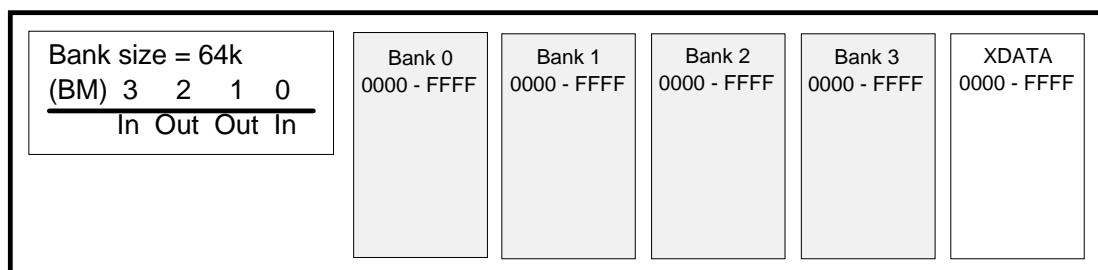 Bank size = 64k
(BM) 3 2 1 0
In Out Out In
Bank 0
0000 - FFFF
Bank 1
0000 - FFFF
Bank 2
0000 - FFFF
Bank 3
0000 - FFFF
XDATA
0000 - FFFF